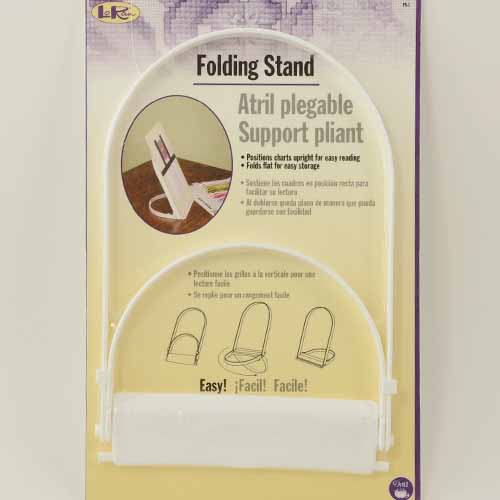 LoRan
Folding Stand
Atril plegable
Support pliant
• Positions charts upright for easy reading
• Folds flat for easy storage
• Sostiene los cuadros en posición recta para
facilitar su lectura
• Al doblarse queda plano de manera que pueda
guardarse con facilidad
• Positionne les grilles à la verticale pour une
lecture facile
• Se replie pour un rangement facile
Easy! ¡Facil! Facile!